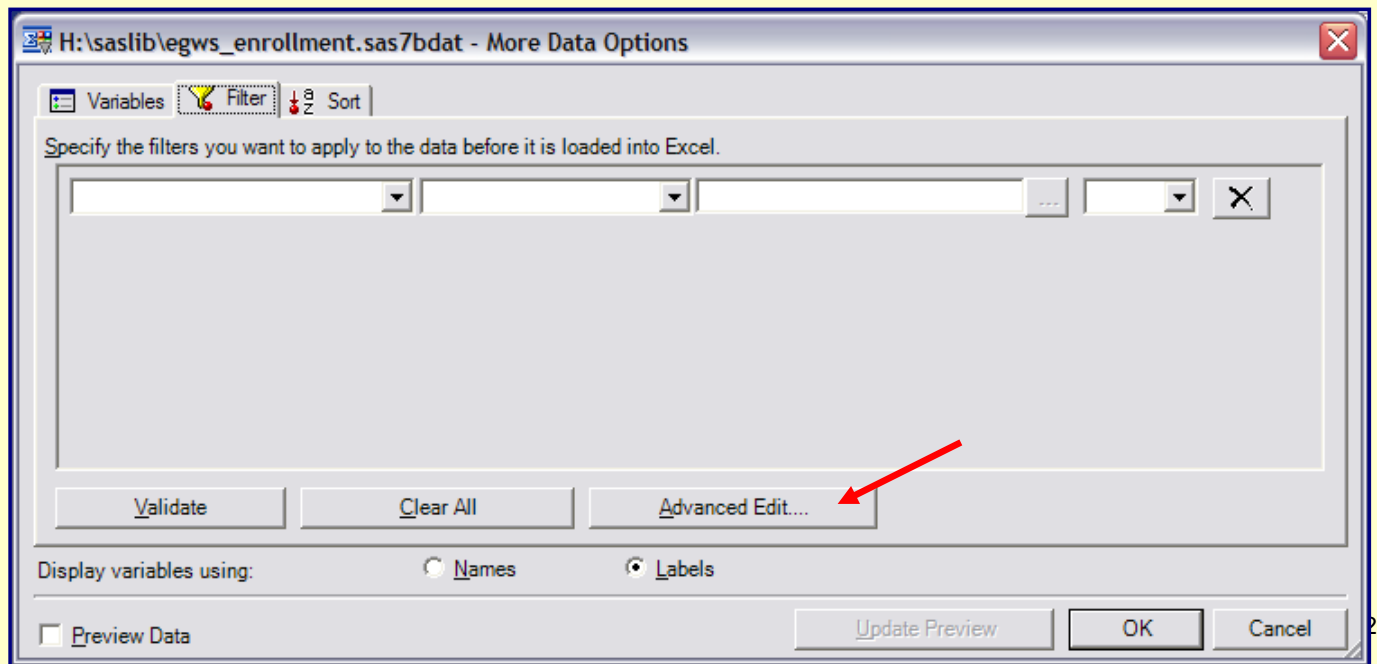 H:\saslib\egws_enrollment.sas7bdat - More Data Options
Variables Filter Sort
Specify the filters you want to apply to the data before it is loaded into Excel.
...
Validate Clear All Advanced Edit....
Display variables using: Names Labels
Preview Data Update Preview OK Cancel
2